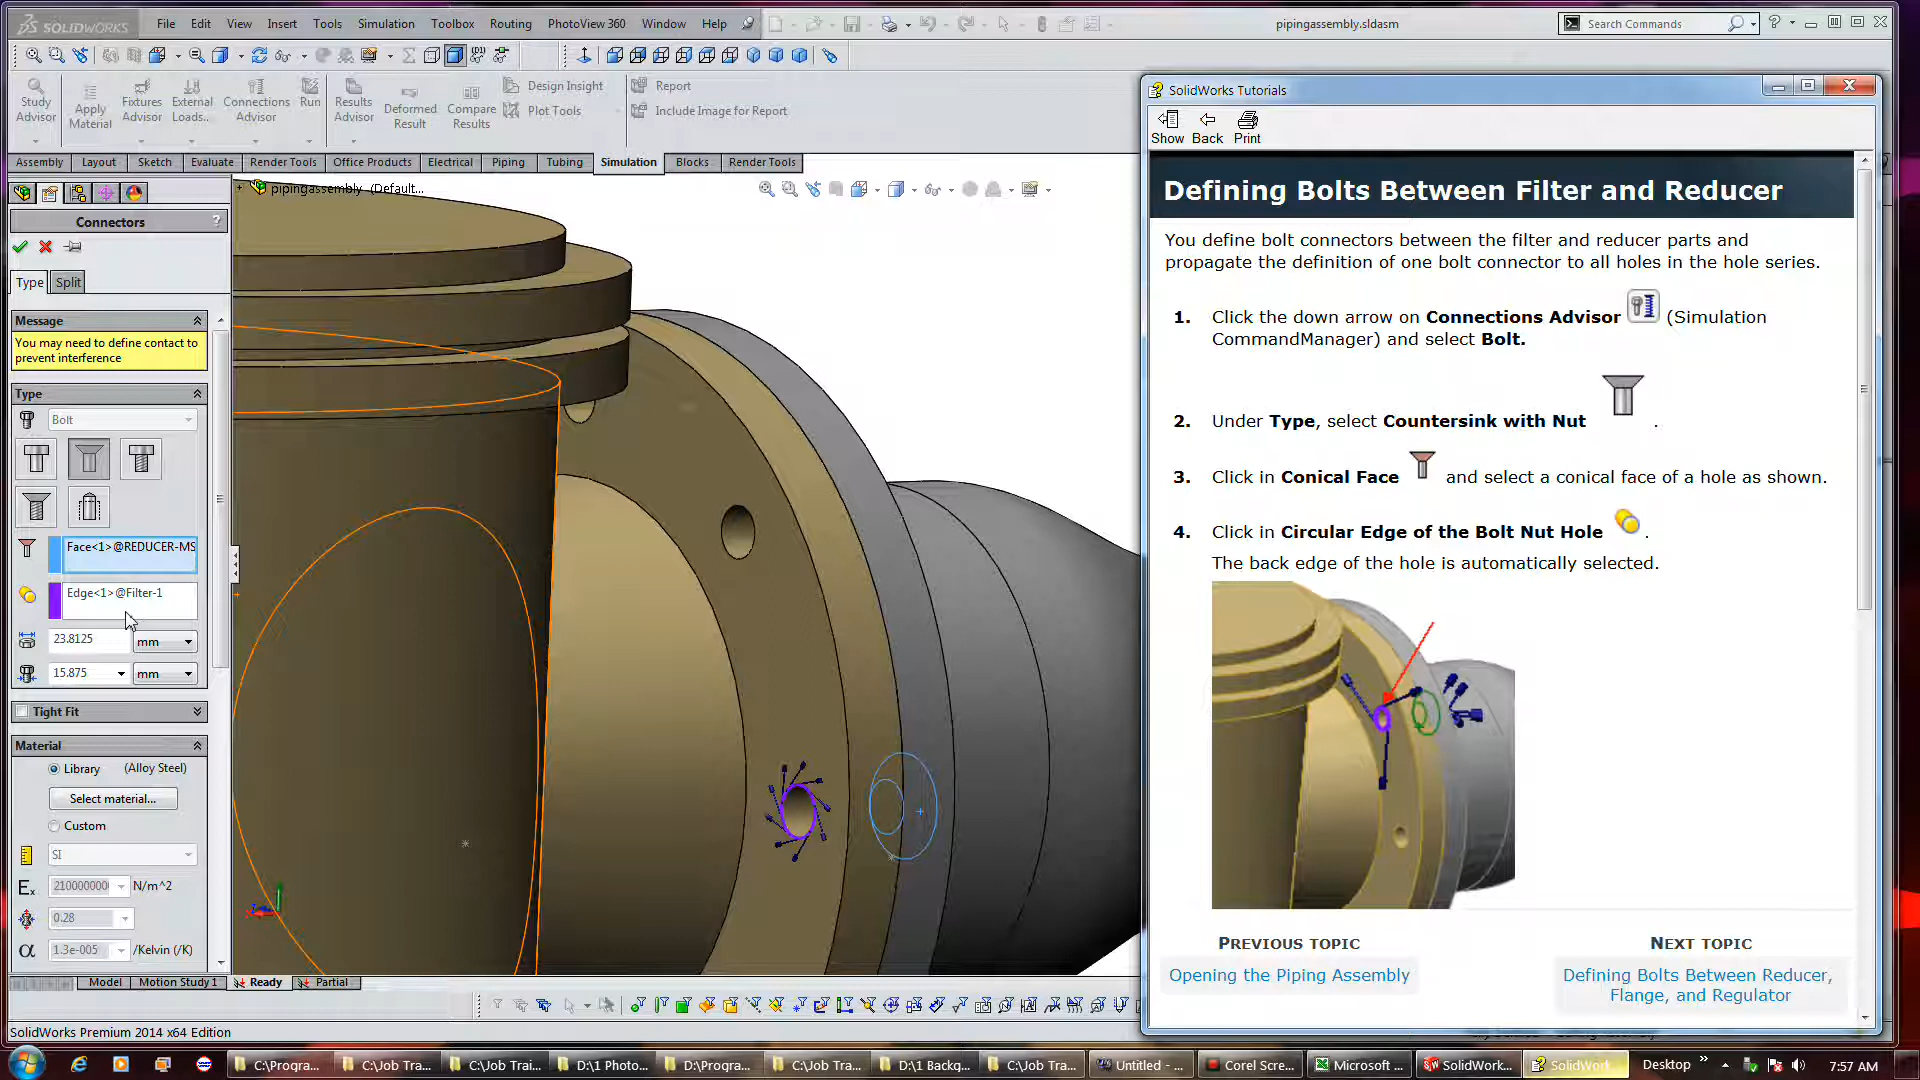 SOLIDWORKS
File Edit View Insert Tools Simulation Toolbox Routing PhotoView 360 Window Help
pipingassembly.sldasm
Search Commands
Study Advisor
Apply Material
Fixtures Advisor
External Loads..
Connections Advisor
Run
Results Advisor
Deformed Result
Compare Results
Design Insight
Plot Tools
Report
Include Image for Report
Assembly Layout Sketch Evaluate Render Tools Office Products Electrical Piping Tubing Simulation Blocks Render Tools
pipingassembly (Default...
Connectors
?
Type Split
Message
You may need to define contact to
prevent interference
Type
Bolt
Face<1>@REDUCER-MS
Edge<1>@Filter-1
23.8125 mm
15.875 mm
Tight Fit
Material
Library (Alloy Steel)
Select material...
Custom
SI
Ex 210000000 N/m^2
0.28
α 1.3e-005 /Kelvin (/K)
Model Motion Study 1 Ready Partial
SolidWorks Premium 2014 x64 Edition
SolidWorks Tutorials
Show Back Print
Defining Bolts Between Filter and Reducer
You define bolt connectors between the filter and reducer parts and
propagate the definition of one bolt connector to all holes in the hole series.
1. Click the down arrow on Connections Advisor (Simulation
CommandManager) and select Bolt.
2. Under Type, select Countersink with Nut .
3. Click in Conical Face and select a conical face of a hole as shown.
4. Click in Circular Edge of the Bolt Nut Hole .
The back edge of the hole is automatically selected.
PREVIOUS TOPIC
Opening the Piping Assembly
NEXT TOPIC
Defining Bolts Between Reducer,
Flange, and Regulator
C:\Progra... C:\Job Tra... C:\Job Trai... D:\1 Photo... D:\Progra... C:\Job Trai... D:\1 Backg... C:\Job Tra... Untitled - ... Corel Scre... Microsoft ... SolidWork... SolidWork... Desktop » 7:57 AM